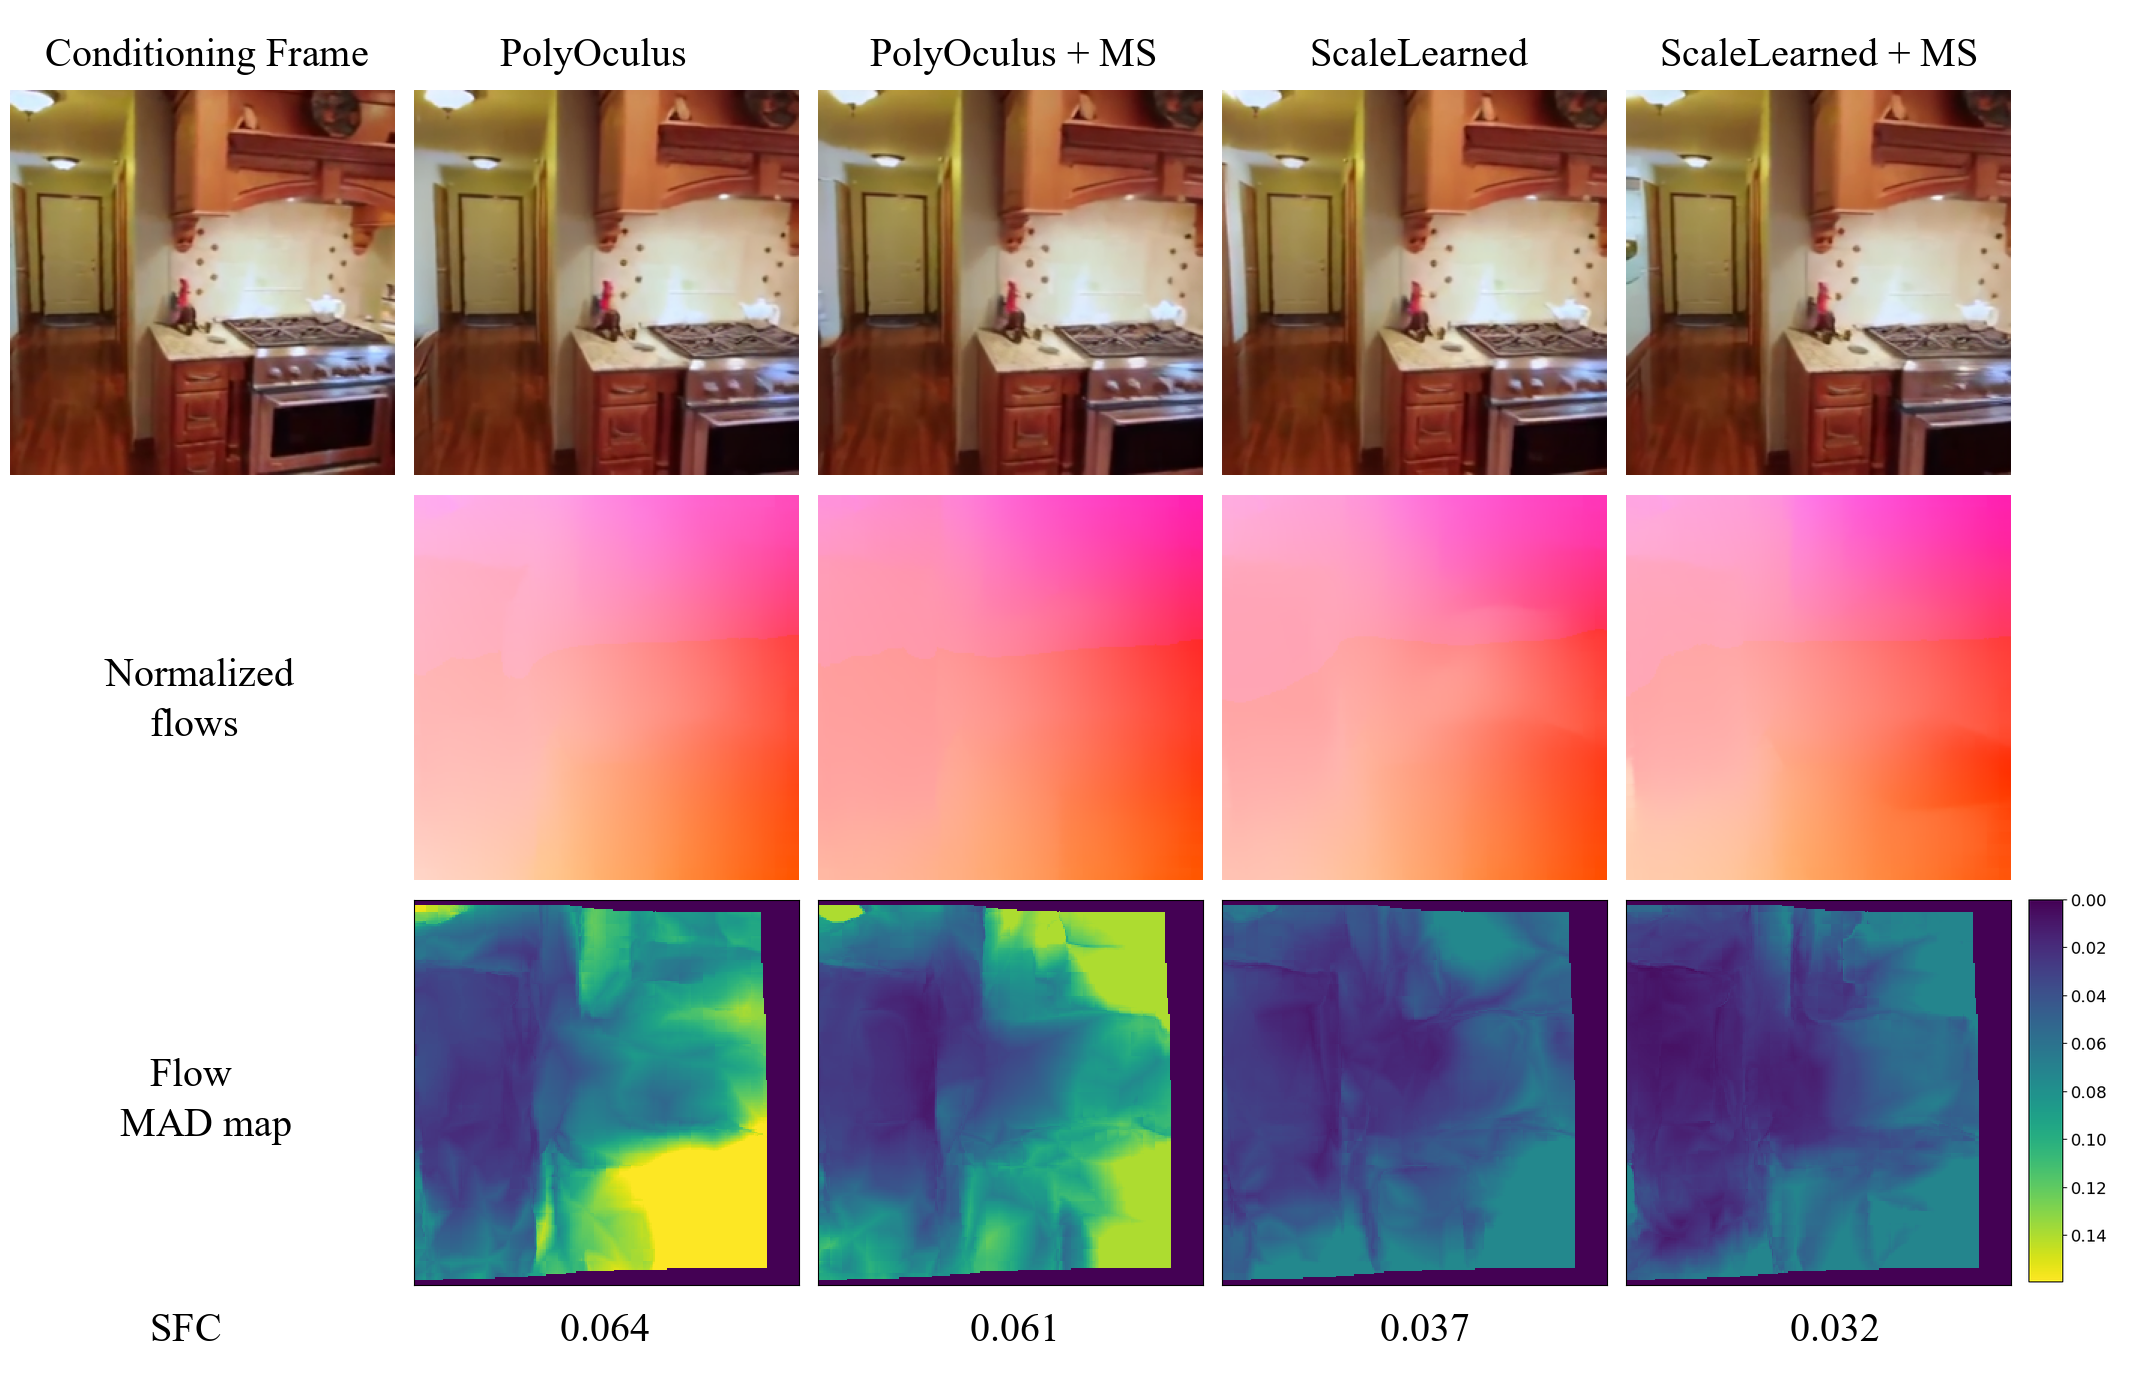 Conditioning Frame
PolyOculus
PolyOculus + MS
ScaleLearned
ScaleLearned + MS
Normalized
flows
Flow
MAD map
0.00
0.02
0.04
0.06
0.08
0.10
0.12
0.14
SFC
0.064
0.061
0.037
0.032